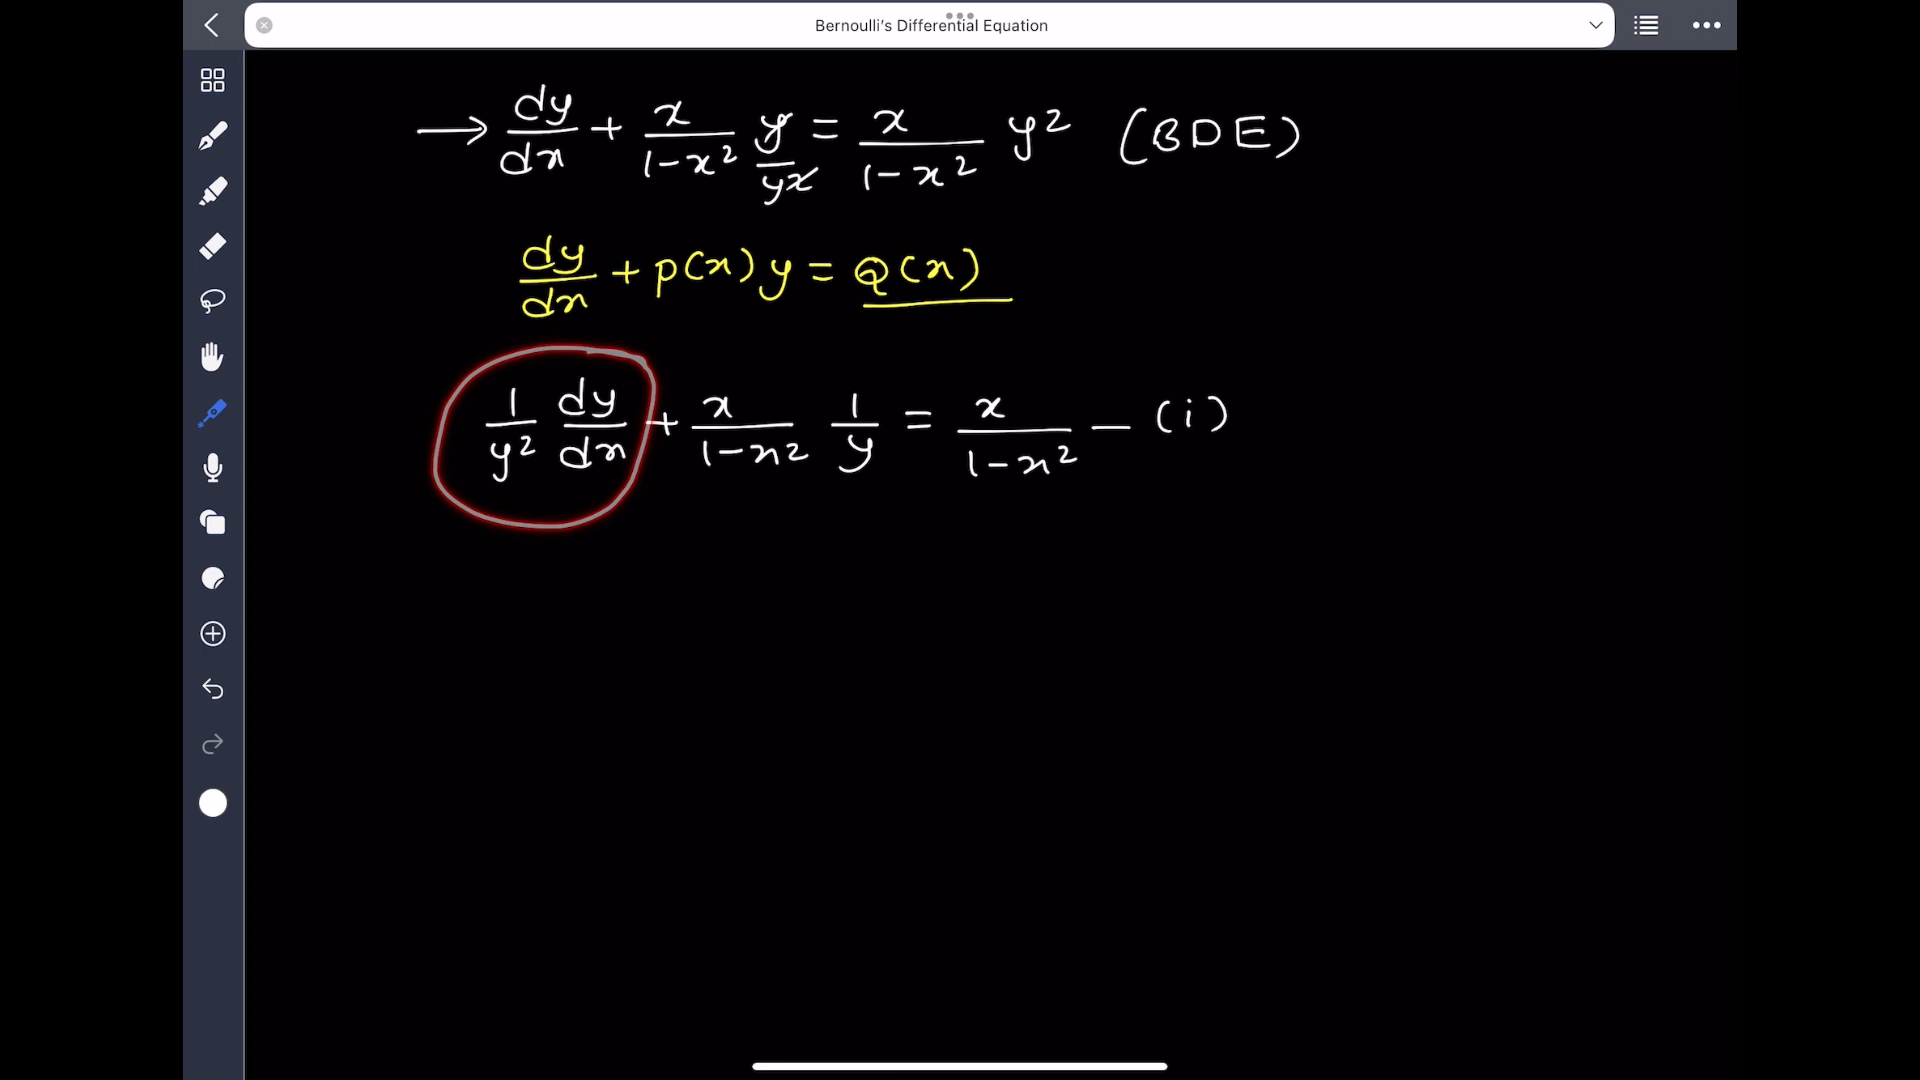 Bernoulli's Differential Equation
→ dy/dx + x/(1-x²) y/yx = x/(1-x²) y² (BDE)
dy/dx + p(x) y = Q(x)
1/y² dy/dx + x/(1-x²) 1/y = x/(1-x²) — (i)